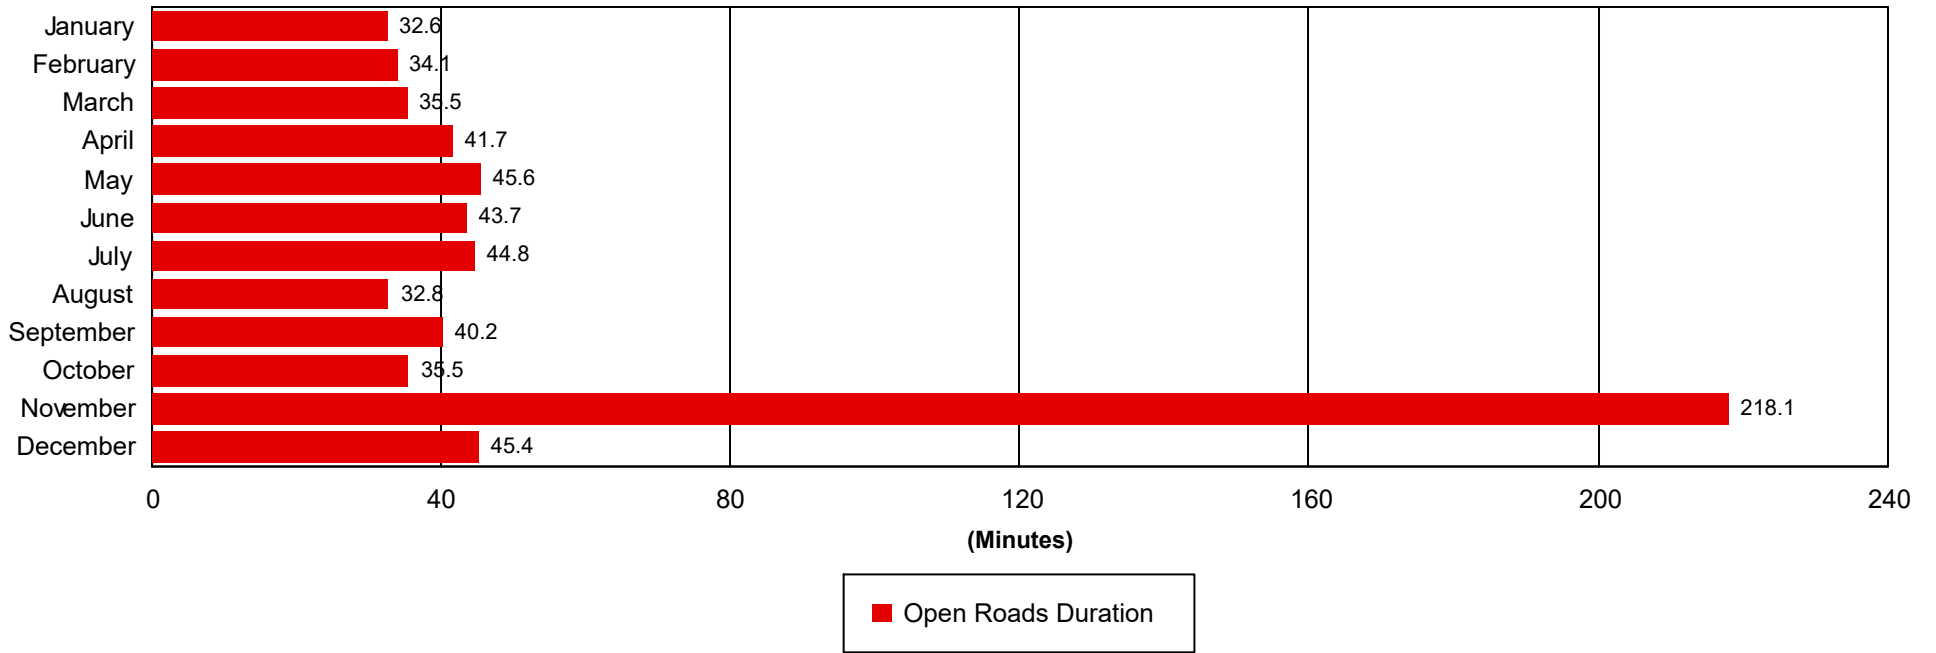 January 32.6
February 34.1
March 35.5
April 41.7
May 45.6
June 43.7
July 44.8
August 32.8
September 40.2
October 35.5
November 218.1
December 45.4
0 40 80 120 160 200 240
(Minutes)
Open Roads Duration